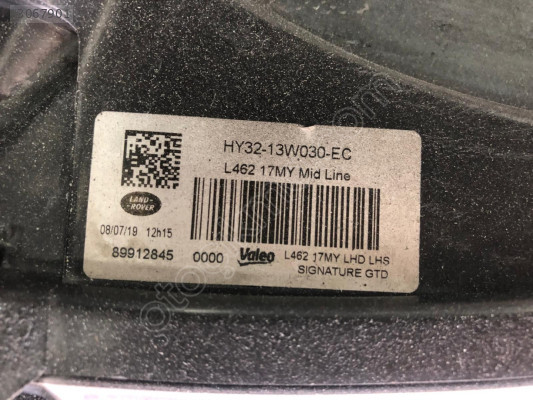 HY32-13W030-EC
L462 17MY Mid Line
LAND-
ROVER
08/07/19 12h15
89912845 0000 Valeo L462 17MY LHD LHS
SIGNATURE GTD